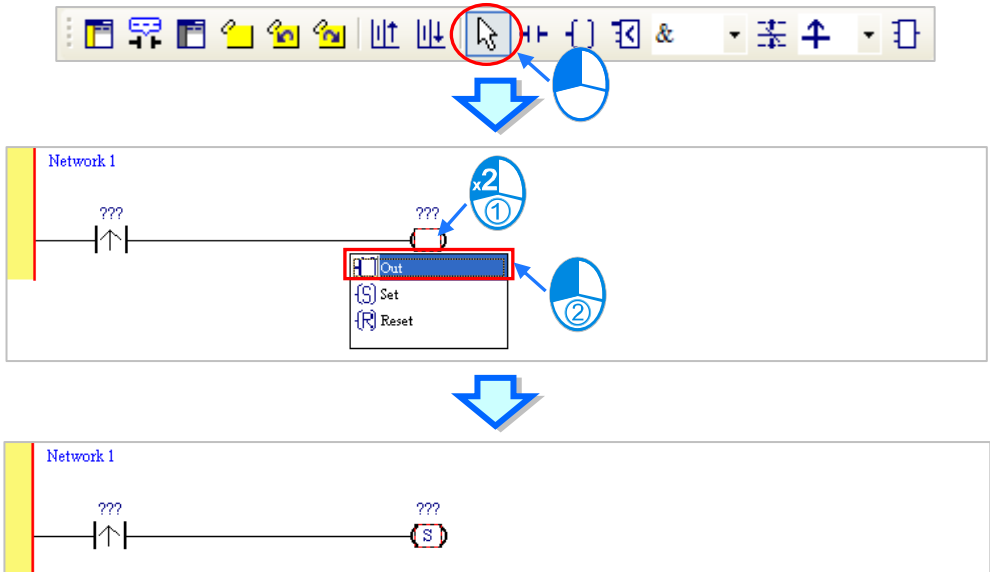 &
Network 1
???
???
x2
①
Out
②
S Set
R Reset
Network 1
???
???
S